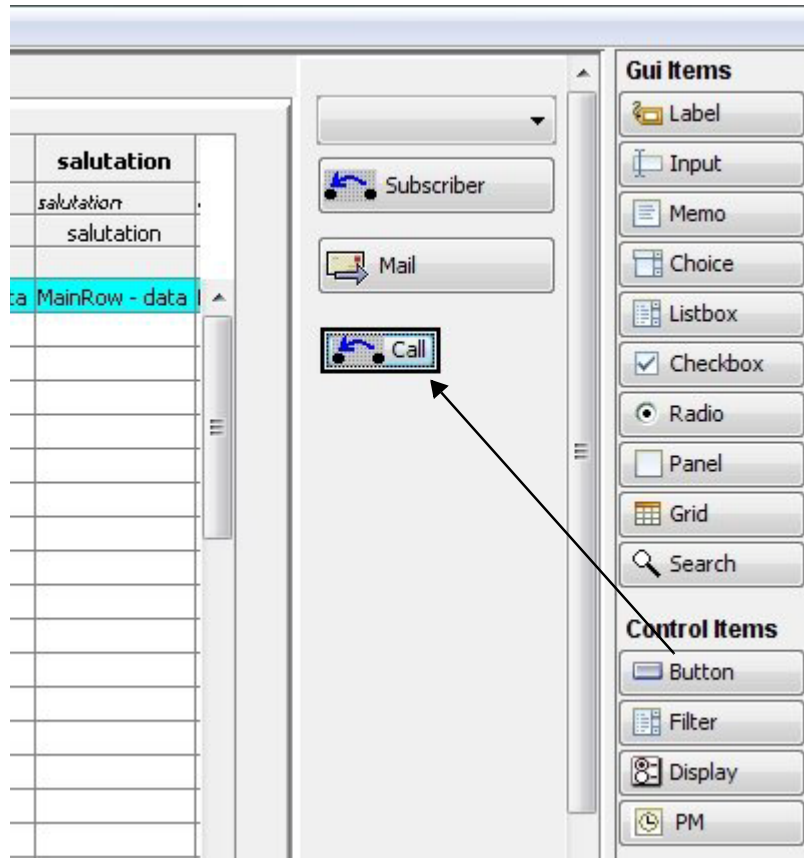 salutation
salutation
salutation
MainRow - data
Subscriber
Mail
Call
Gui Items
Label
Input
Memo
Choice
Listbox
Checkbox
Radio
Panel
Grid
Search
Control Items
Button
Filter
Display
PM